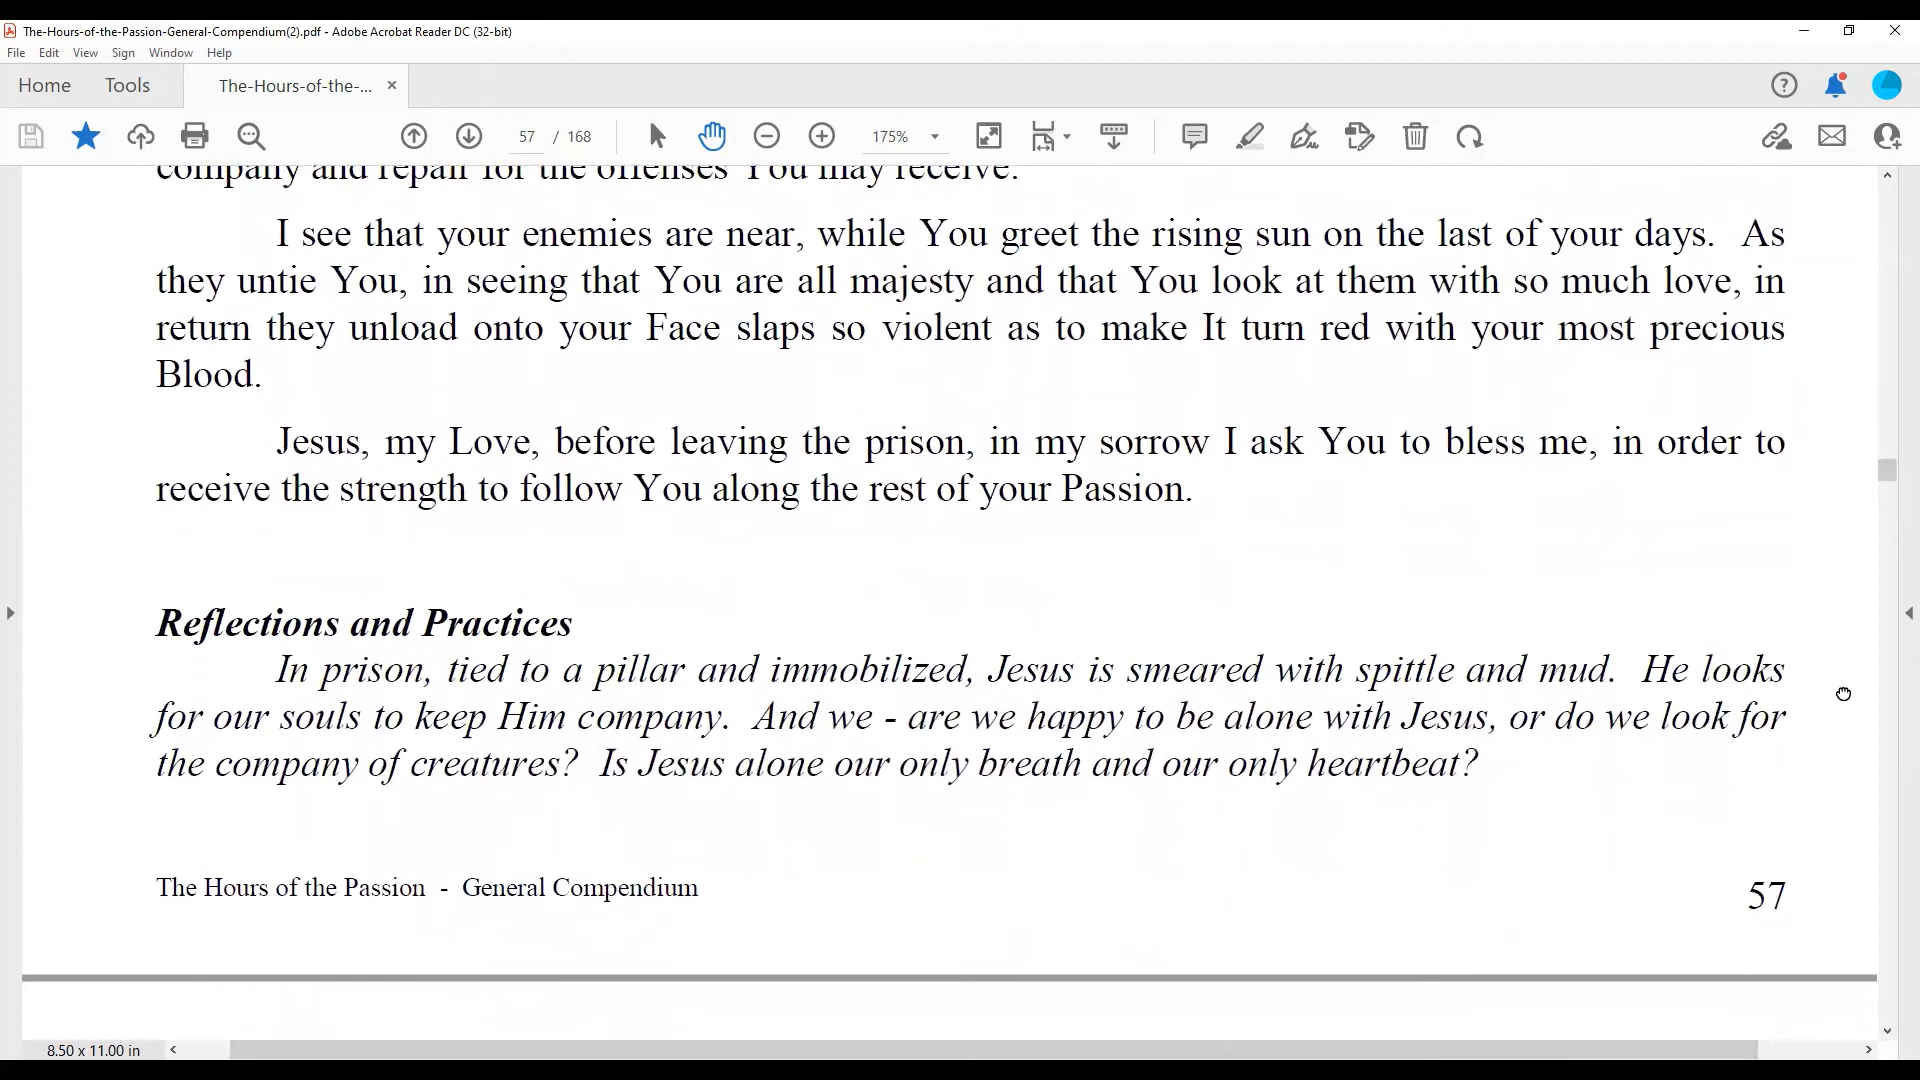 The-Hours-of-the-Passion-General-Compendium(2).pdf - Adobe Acrobat Reader DC (32-bit)
File Edit View Sign Window Help
Home Tools The-Hours-of-the-... ×
57 / 168 175%
company and repair for the offenses You may receive.
I see that your enemies are near, while You greet the rising sun on the last of your days. As
they untie You, in seeing that You are all majesty and that You look at them with so much love, in
return they unload onto your Face slaps so violent as to make It turn red with your most precious
Blood.
Jesus, my Love, before leaving the prison, in my sorrow I ask You to bless me, in order to
receive the strength to follow You along the rest of your Passion.
Reflections and Practices
In prison, tied to a pillar and immobilized, Jesus is smeared with spittle and mud. He looks
for our souls to keep Him company. And we - are we happy to be alone with Jesus, or do we look for
the company of creatures? Is Jesus alone our only breath and our only heartbeat?
The Hours of the Passion - General Compendium 57
8.50 x 11.00 in